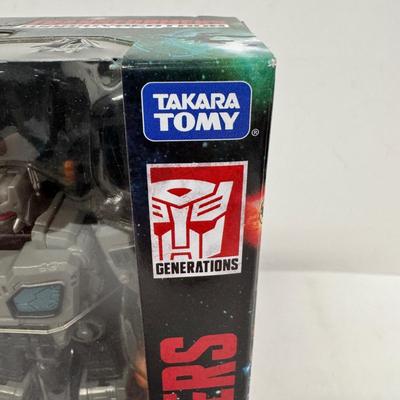 TAKARA
TOMY
®
GENERATIONS
ERS